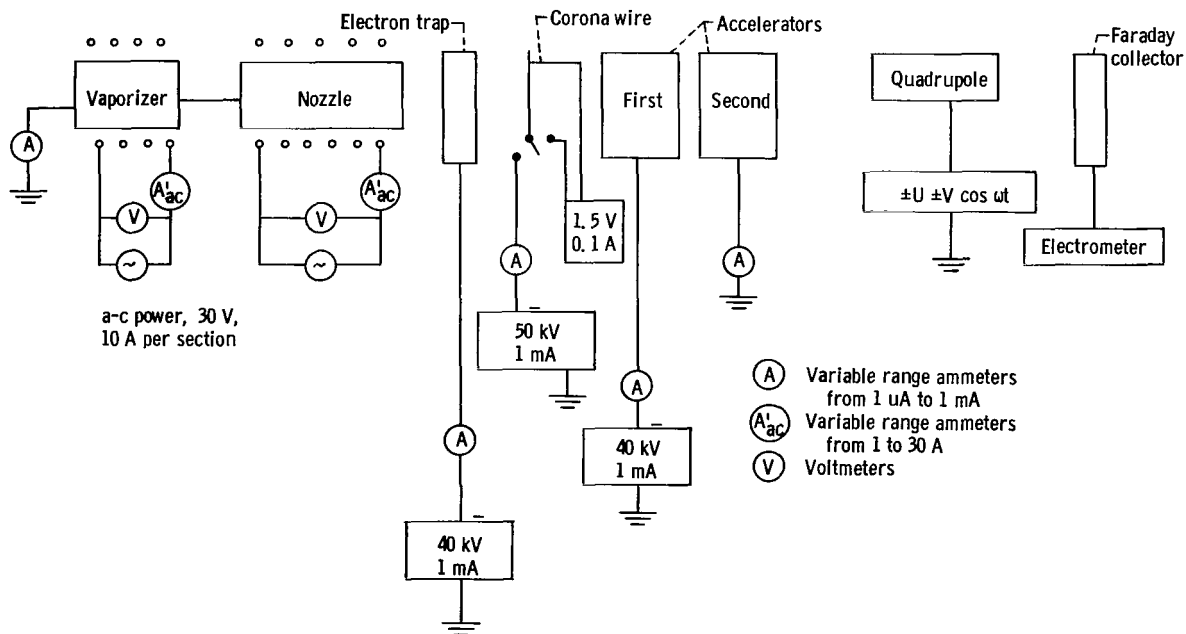 Electron trap
Corona wire
Accelerators
Faraday
collector
Vaporizer
Nozzle
First
Second
Quadrupole
A
A'ac
A'ac
V
V
~
~
1.5 V
0.1 A
±U ±V cos ωt
Electrometer
A
A
a-c power, 30 V,
10 A per section
−
50 kV
1 mA
A
−
40 kV
1 mA
A
−
40 kV
1 mA
A Variable range ammeters
from 1 uA to 1 mA
A'ac Variable range ammeters
from 1 to 30 A
V Voltmeters